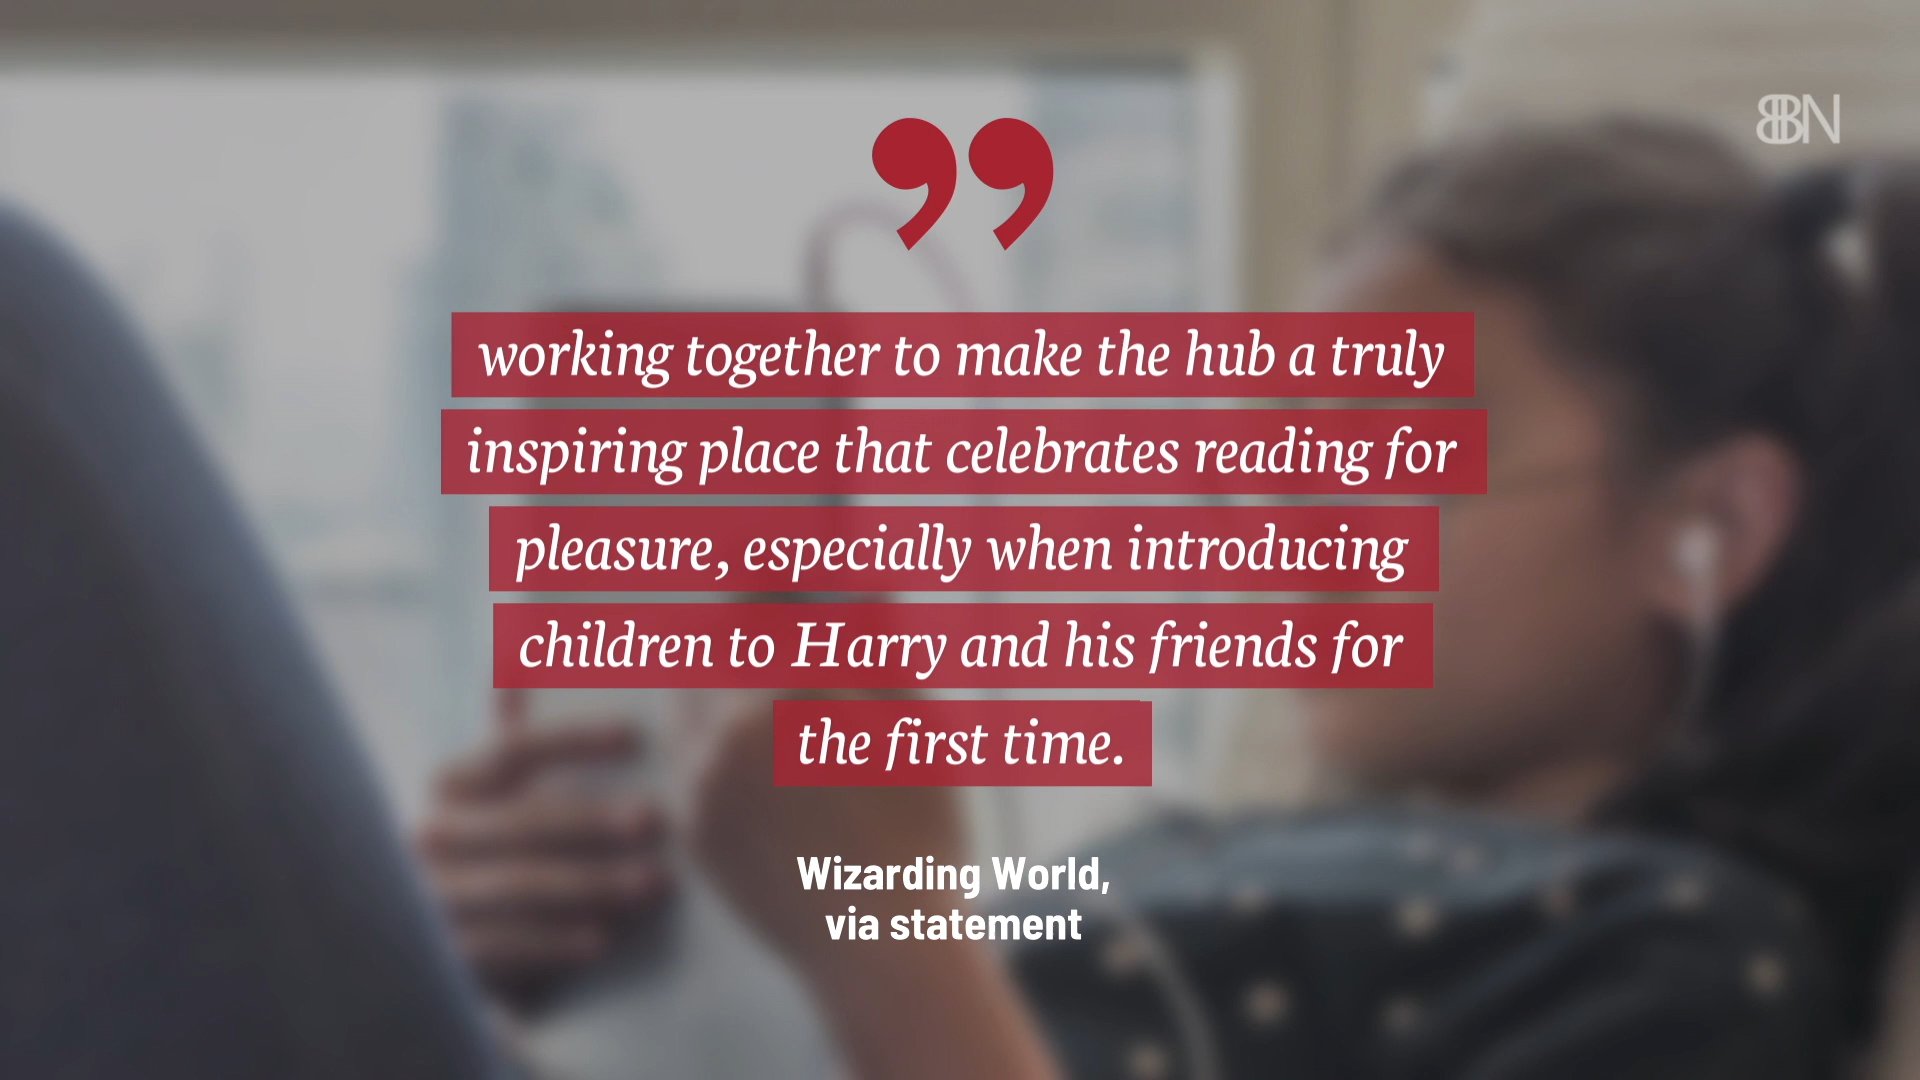 BBN
”
working together to make the hub a truly
inspiring place that celebrates reading for
pleasure, especially when introducing
children to Harry and his friends for
the first time.
Wizarding World,
via statement